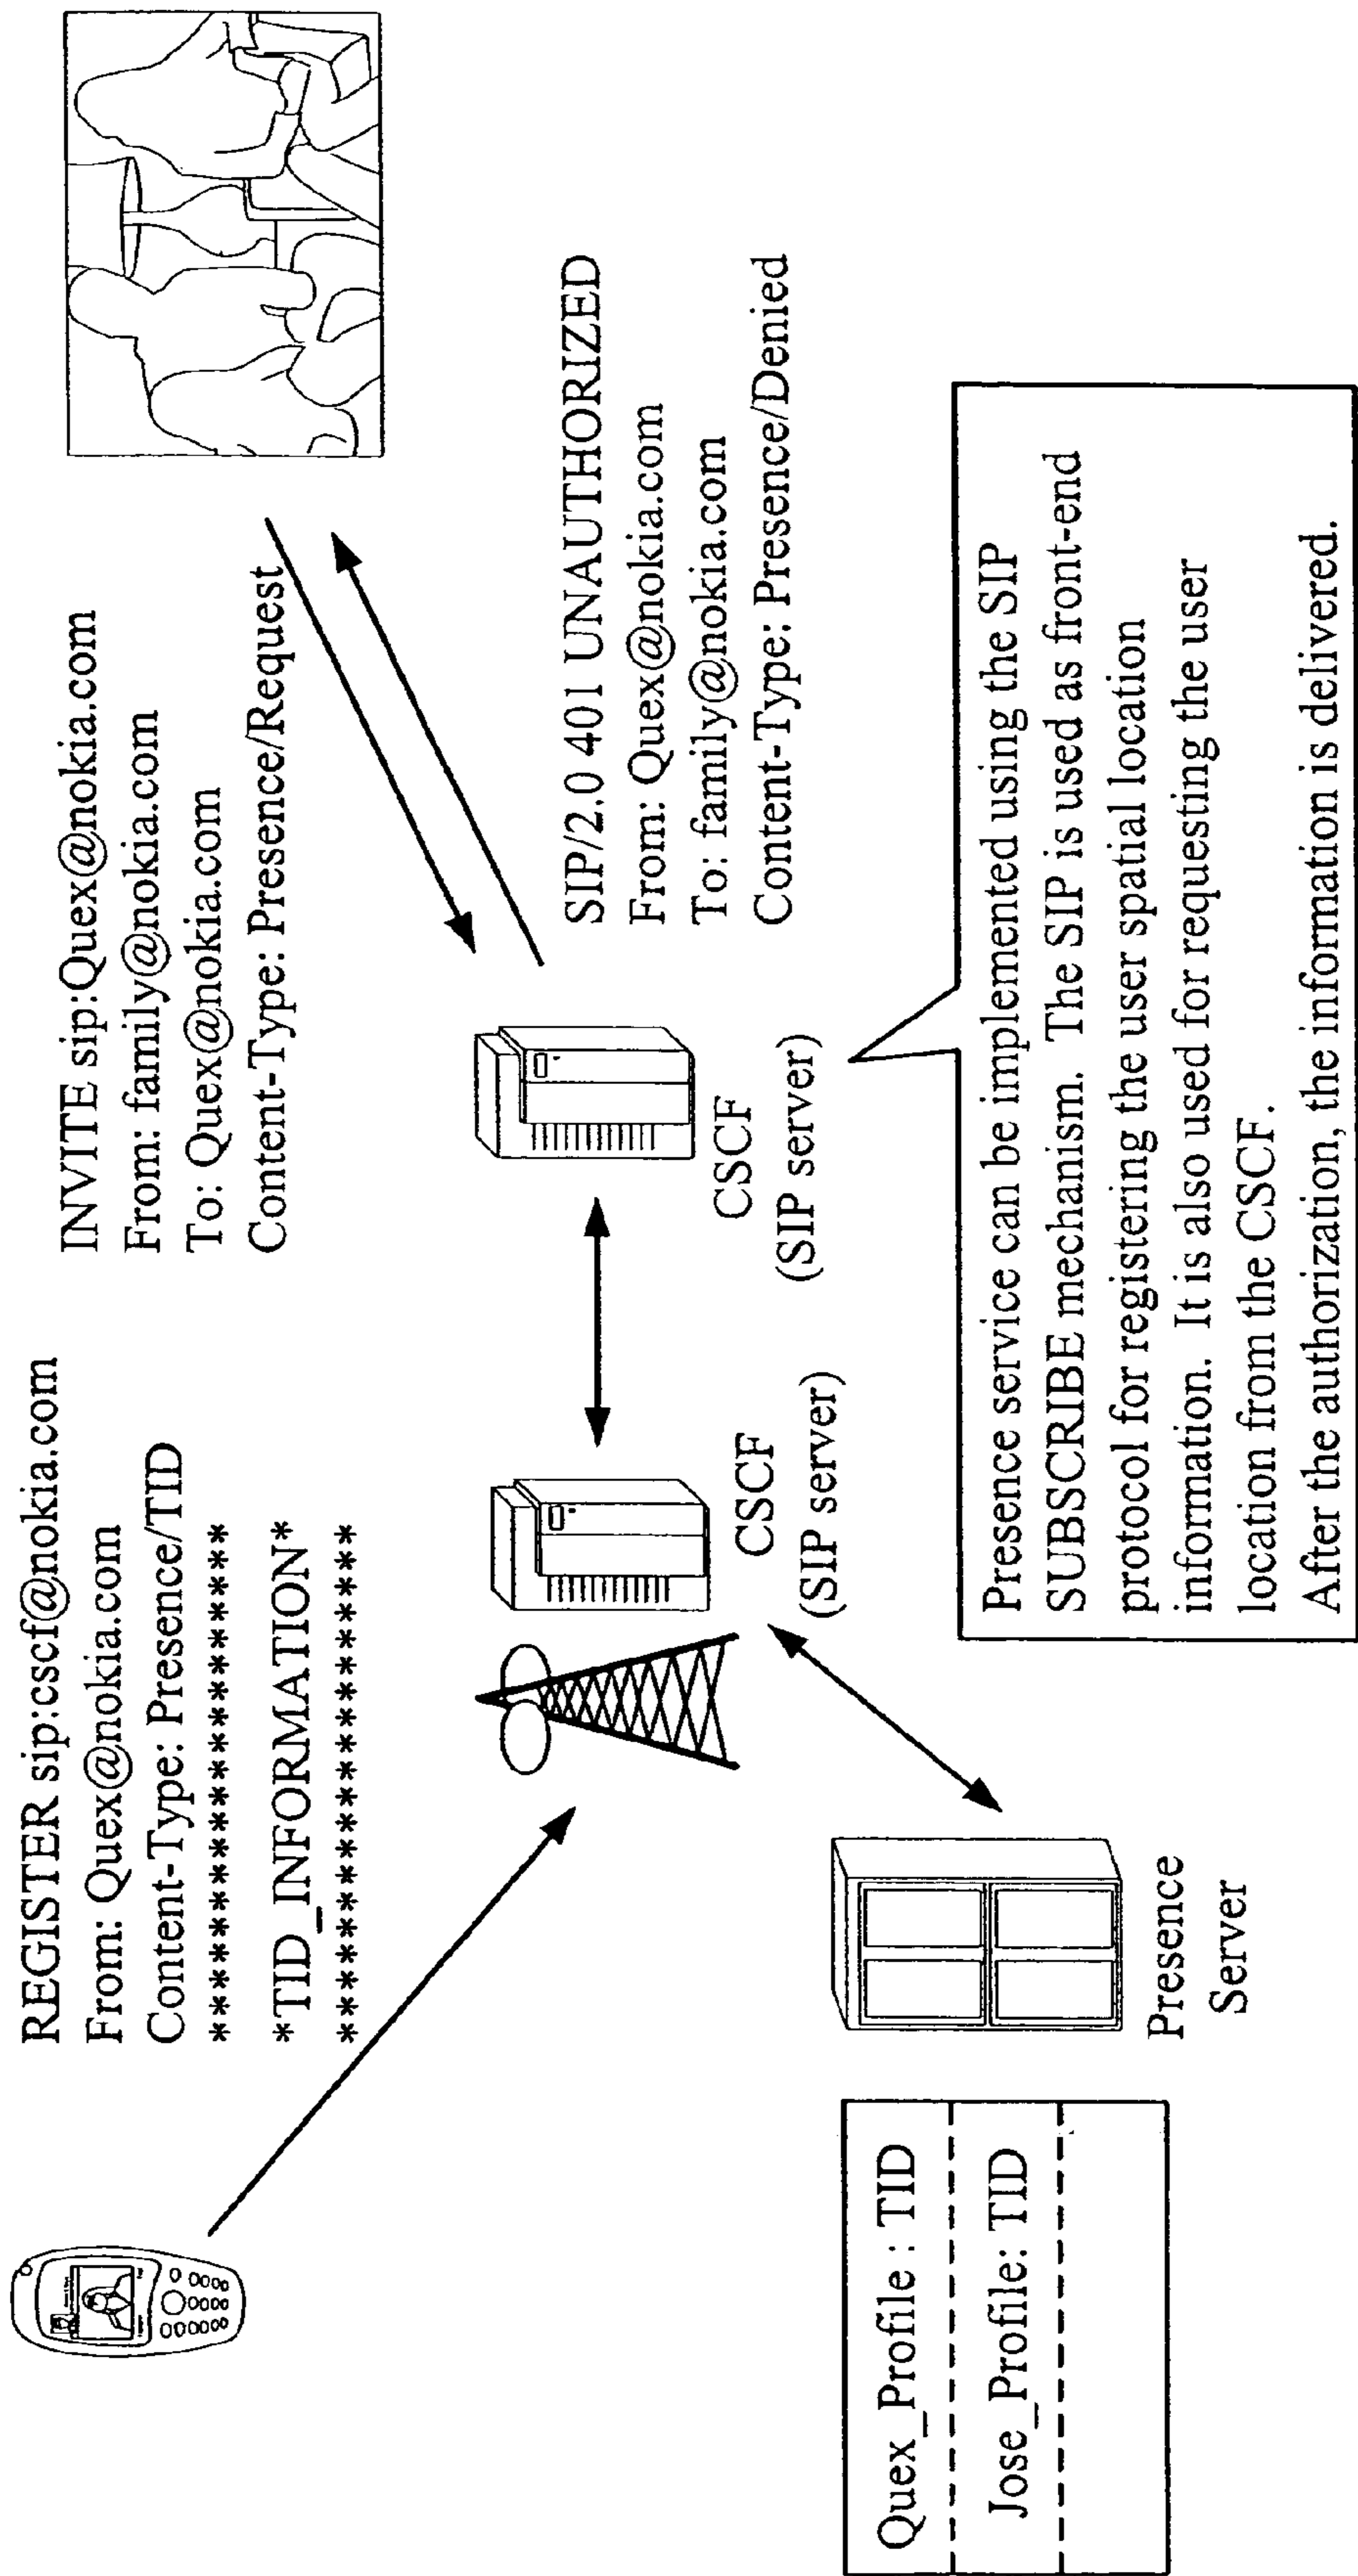 REGISTER sip:cscf@nokia.com
From: Quex@nokia.com
Content-Type: Presence/TID
*********************
*TID_INFORMATION*
*********************
INVITE sip:Quex@nokia.com
From: family@nokia.com
To: Quex@nokia.com
Content-Type: Presence/Request
SIP/2.0 401 UNAUTHORIZED
From: Quex@nokia.com
To: family@nokia.com
Content-Type: Presence/Denied
CSCF
(SIP server)
CSCF
(SIP server)
Quex_Profile : TID
Jose_Profile: TID
Presence
Server
Presence service can be implemented using the SIP
SUBSCRIBE mechanism. The SIP is used as front-end
protocol for registering the user spatial location
information. It is also used for requesting the user
location from the CSCF.
After the authorization, the information is delivered.